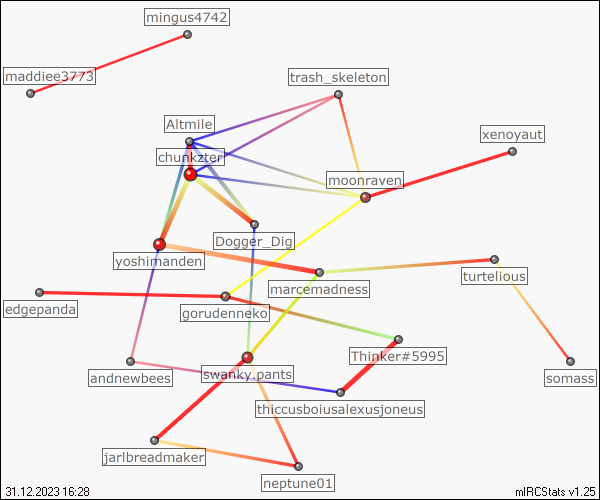 mingus4742
maddiee3773
trash_skeleton
Altmile
xenoyaut
chunkzter
moonraven
Dogger_Dig
yoshimanden
turtelious
marcemadness
edgepanda
gorudenneko
Thinker#5995
andnewbees
swanky.pants
somass
thiccusboiusalexusjoneus
jarlbreadmaker
neptune01
31.12.2023 16:28
mIRCStats v1.25